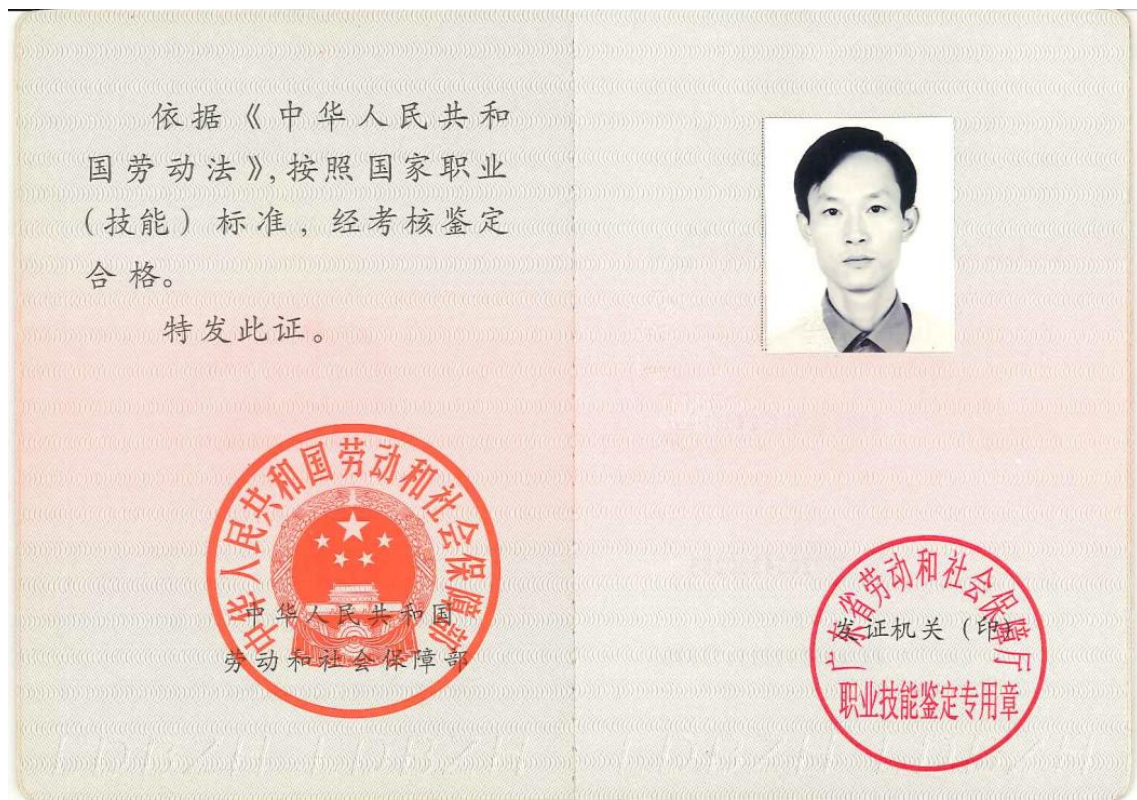 依据《中华人民共和
国劳动法》,按照国家职业
(技能)标准,经考核鉴定
合格。
特发此证。
中华人民共和国劳动和社会保障部
中华人民共和国
劳动和社会保障部
广东省劳动和社会保障厅
发证机关(印)
职业技能鉴定专用章